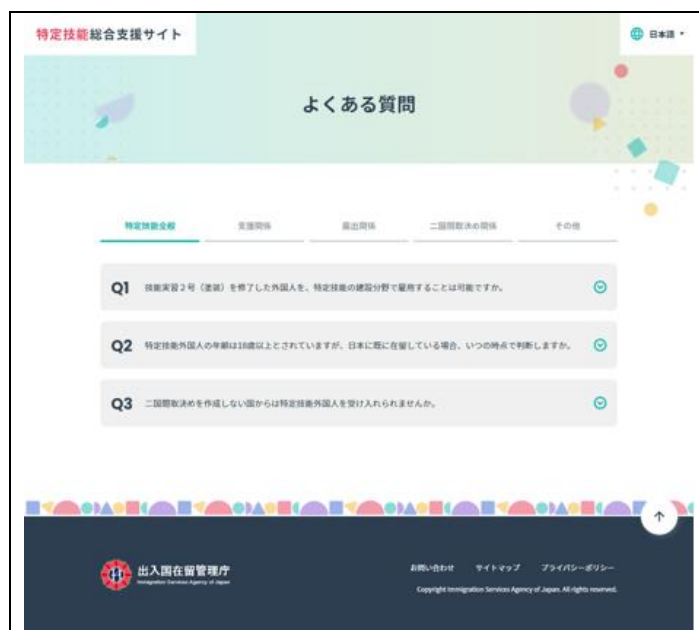 特定技能総合支援サイト
日本語
よくある質問
特定技能全般 支援関係 届出関係 二国間取決め関係 その他
Q1 技能実習2号（塗装）を修了した外国人を、特定技能の建設分野で雇用することは可能ですか。
Q2 特定技能外国人の年齢は18歳以上とされていますが、日本に既に在留している場合、いつの時点で判断しますか。
Q3 二国間取決めを作成しない国からは特定技能外国人を受け入れられませんか。
出入国在留管理庁
Immigration Services Agency of Japan
お問い合わせ サイトマップ プライバシーポリシー
Copyright Immigration Services Agency of Japan. All rights reserved.